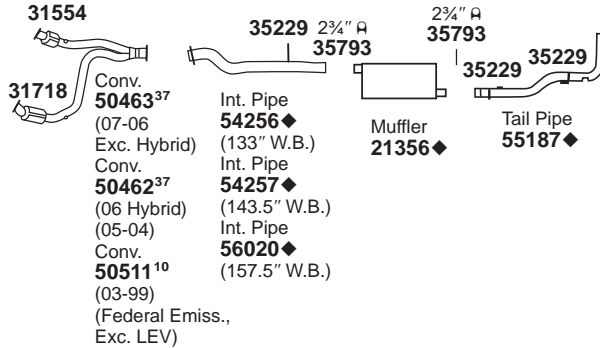 31554
31718
Conv.
50463³⁷
(07-06
Exc. Hybrid)
Conv.
50462³⁷
(06 Hybrid)
(05-04)
Conv.
50511¹⁰
(03-99)
(Federal Emiss.,
Exc. LEV)
35229
2¾″
35793
Int. Pipe
54256◆
(133″ W.B.)
Int. Pipe
54257◆
(143.5″ W.B.)
Int. Pipe
56020◆
(157.5″ W.B.)
Muffler
21356◆
2¾″
35793
35229
35229
Tail Pipe
55187◆